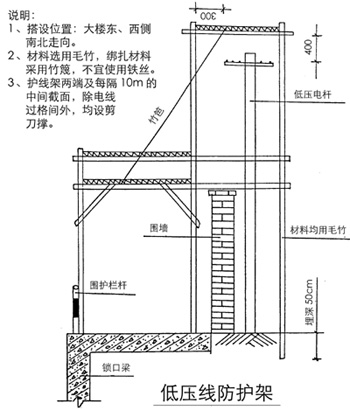 说明:
1、搭设位置：大楼东、西侧
南北走向。
2、材料选用毛竹，绑扎材料
采用竹篾，不宜使用铁丝。
3、护线架两端及每隔10m的
中间截面，除电线
过格间外，均设剪
刀撑。
300
400
竹笆
低压电杆
围墙
材料均用毛竹
围护栏杆
埋深50cm
锁口梁
低压线防护架